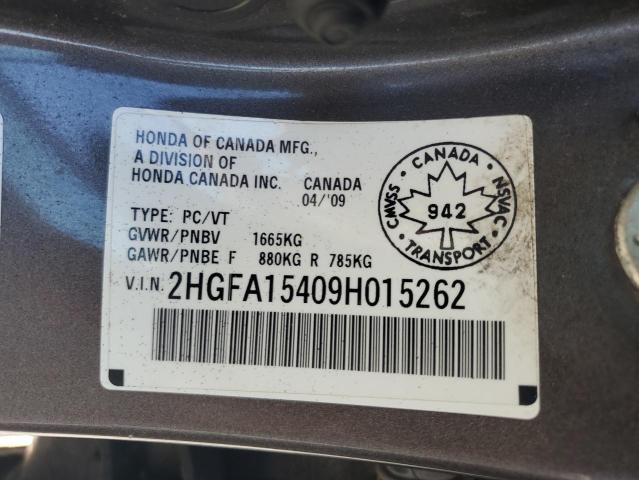 HONDA OF CANADA MFG.,
A DIVISION OF
HONDA CANADA INC. CANADA
04/'09
TYPE: PC/VT
GVWR/PNBV 1665KG
GAWR/PNBE F 880KG R 785KG
V.I.N. 2HGFA15409H015262
CANADA
CMVSS NSVAC
942
TRANSPORT